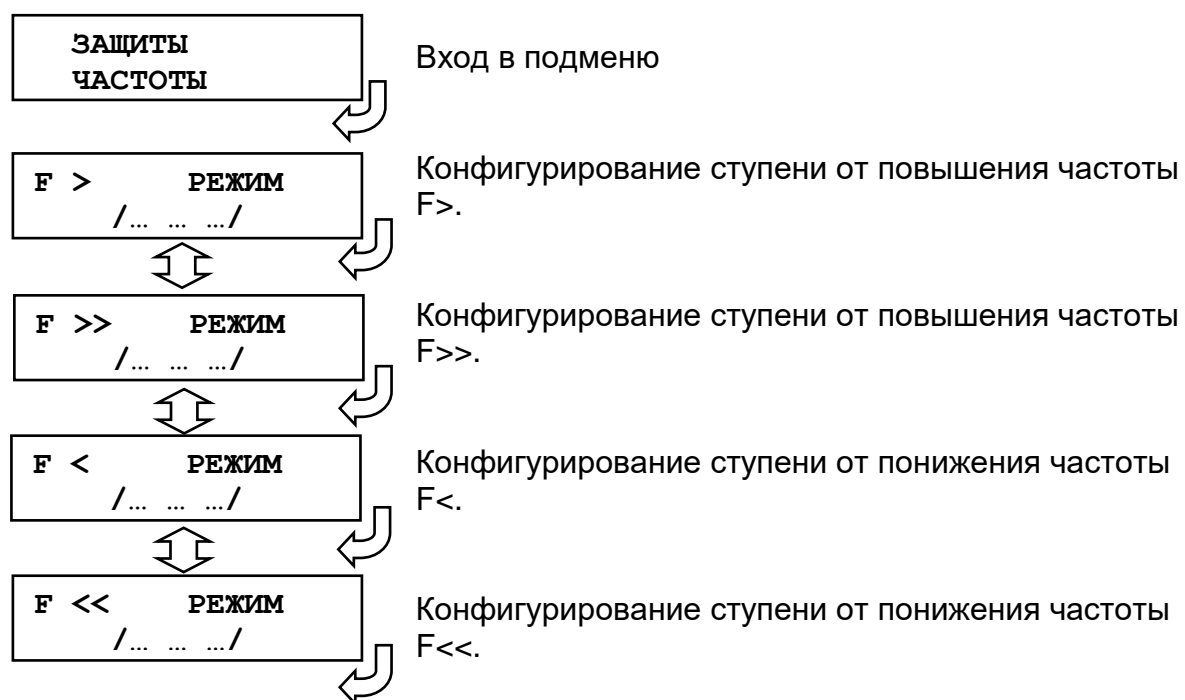 ЗАЩИТЫ
ЧАСТОТЫ
Вход в подменю
F > РЕЖИМ
/… … …/
Конфигурирование ступени от повышения частоты
F>.
F >> РЕЖИМ
/… … …/
Конфигурирование ступени от повышения частоты
F>>.
F < РЕЖИМ
/… … …/
Конфигурирование ступени от понижения частоты
F<.
F << РЕЖИМ
/… … …/
Конфигурирование ступени от понижения частоты
F<<.